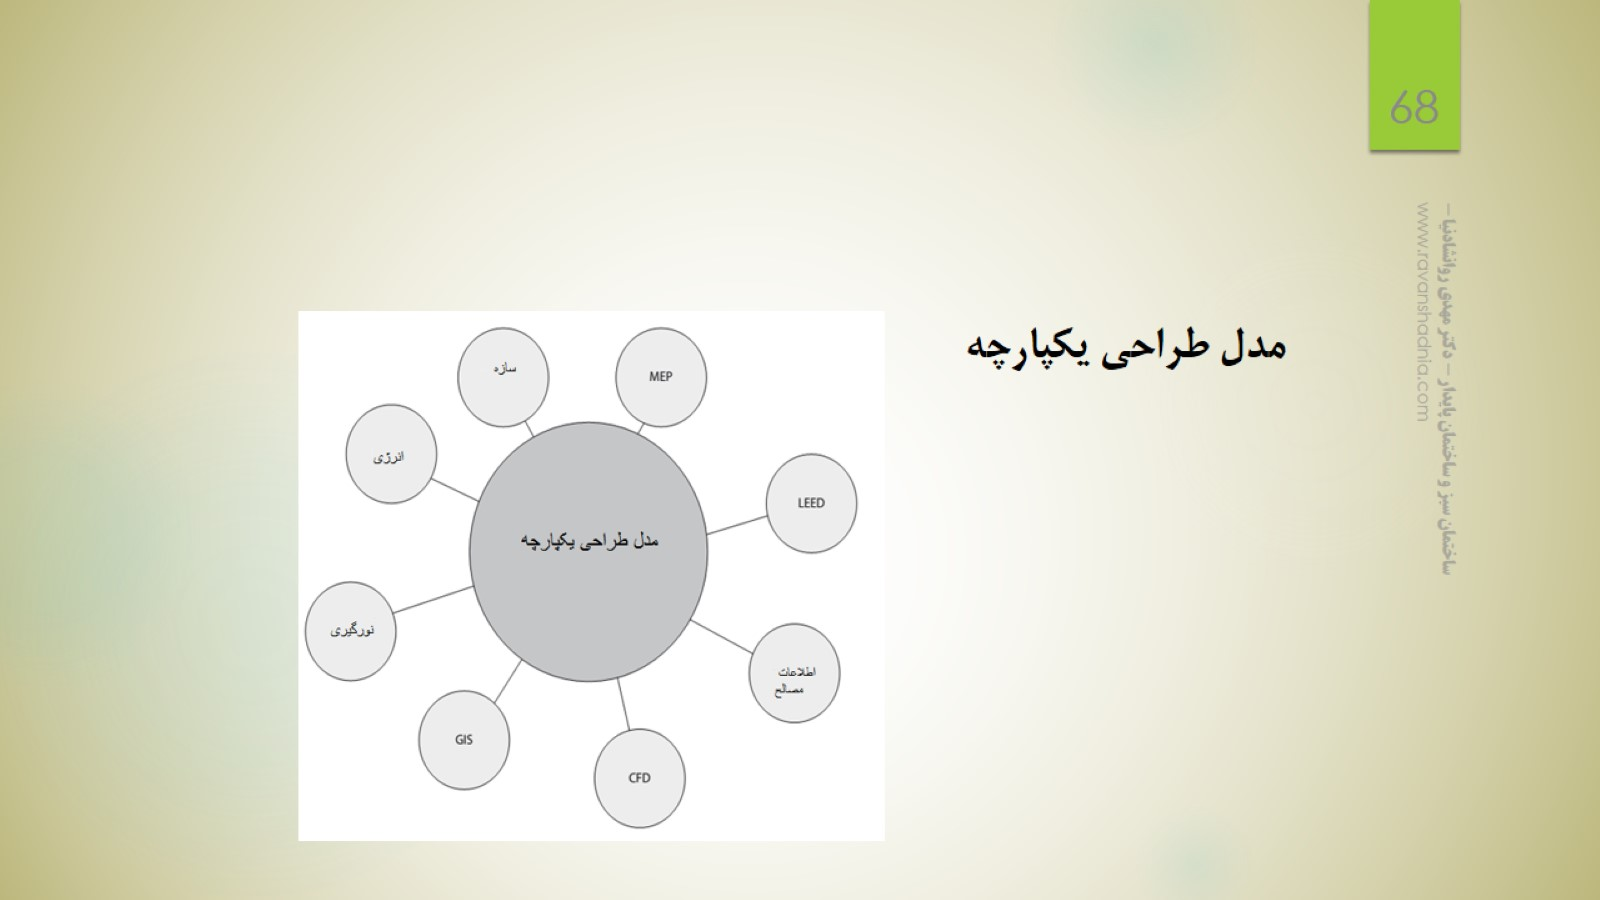 68
مدل طراحی یکپارچه
ساختمان سبز و ساختمان پایدار – دکتر مهدی روانشادنیا –
www.ravanshadnia.com
سازه
MEP
انرژی
LEED
مدل طراحی یکپارچه
نورگیری
اطلاعات
مصالح
GIS
CFD